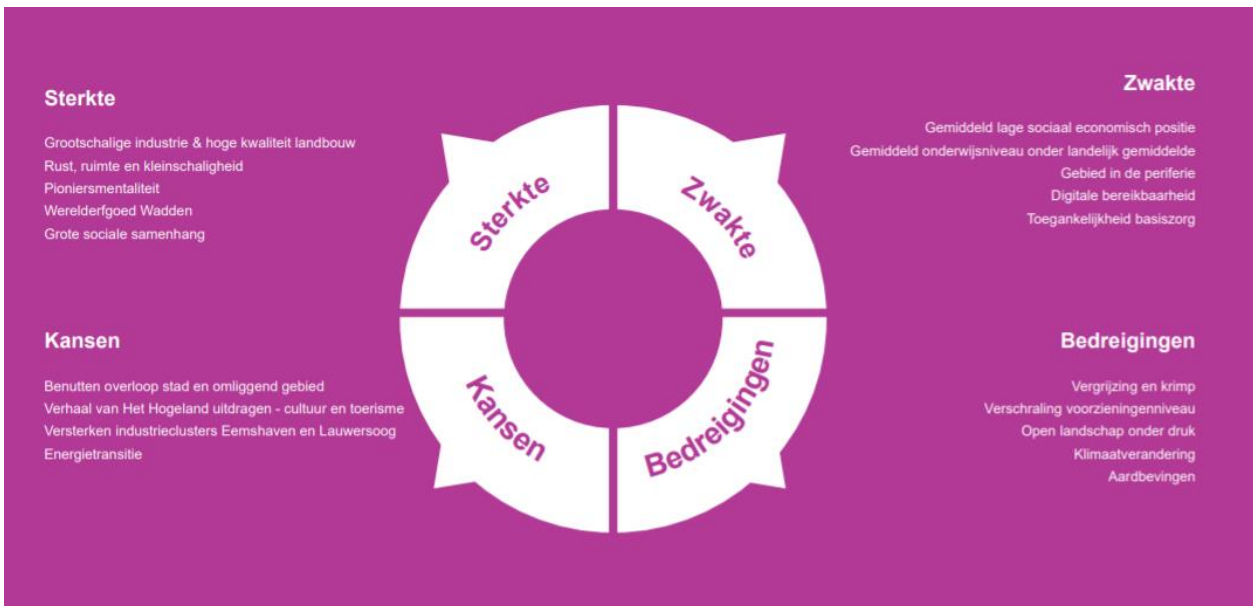 Sterkte
Grootschalige industrie & hoge kwaliteit landbouw
Rust, ruimte en kleinschaligheid
Pioniersmentaliteit
Werelderfgoed Wadden
Grote sociale samenhang
Zwakte
Gemiddeld lage sociaal economisch positie
Gemiddeld onderwijsniveau onder landelijk gemiddelde
Gebied in de periferie
Digitale bereikbaarheid
Toegankelijkheid basiszorg
Sterkte
Zwakte
Kansen
Bedreigingen
Kansen
Benutten overloop stad en omliggend gebied
Verhaal van Het Hogeland uitdragen - cultuur en toerisme
Versterken industrieclusters Eemshaven en Lauwersoog
Energietransitie
Bedreigingen
Vergrijzing en krimp
Verschraling voorzieningenniveau
Open landschap onder druk
Klimaatverandering
Aardbevingen